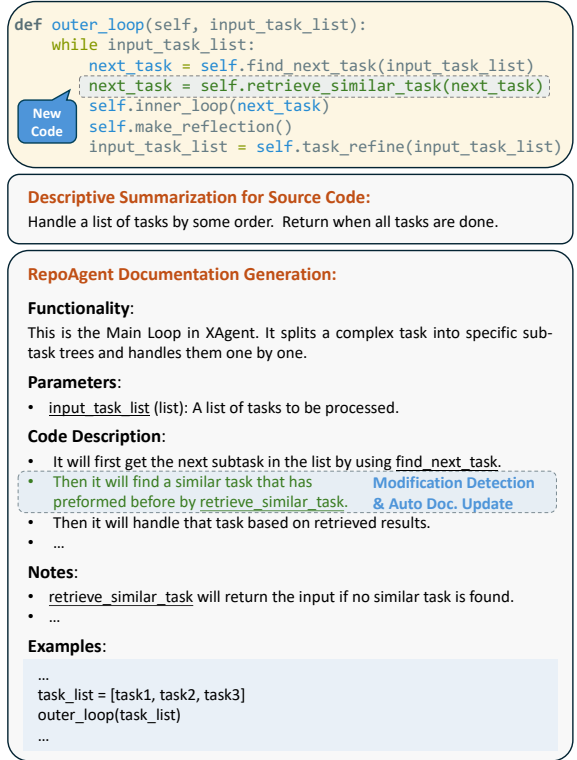 def outer_loop(self, input_task_list):
    while input_task_list:
        next_task = self.find_next_task(input_task_list)
        next_task = self.retrieve_similar_task(next_task)
        self.inner_loop(next_task)
        self.make_reflection()
        input_task_list = self.task_refine(input_task_list)
New
Code
Descriptive Summarization for Source Code:
Handle a list of tasks by some order. Return when all tasks are done.
RepoAgent Documentation Generation:
Functionality:
This is the Main Loop in XAgent. It splits a complex task into specific sub-
task trees and handles them one by one.
Parameters:
• input_task_list (list): A list of tasks to be processed.
Code Description:
• It will first get the next subtask in the list by using find_next_task.
• Then it will find a similar task that has
preformed before by retrieve_similar_task.
Modification Detection
& Auto Doc. Update
• Then it will handle that task based on retrieved results.
• ...
Notes:
• retrieve_similar_task will return the input if no similar task is found.
• ...
Examples:
...
task_list = [task1, task2, task3]
outer_loop(task_list)
...